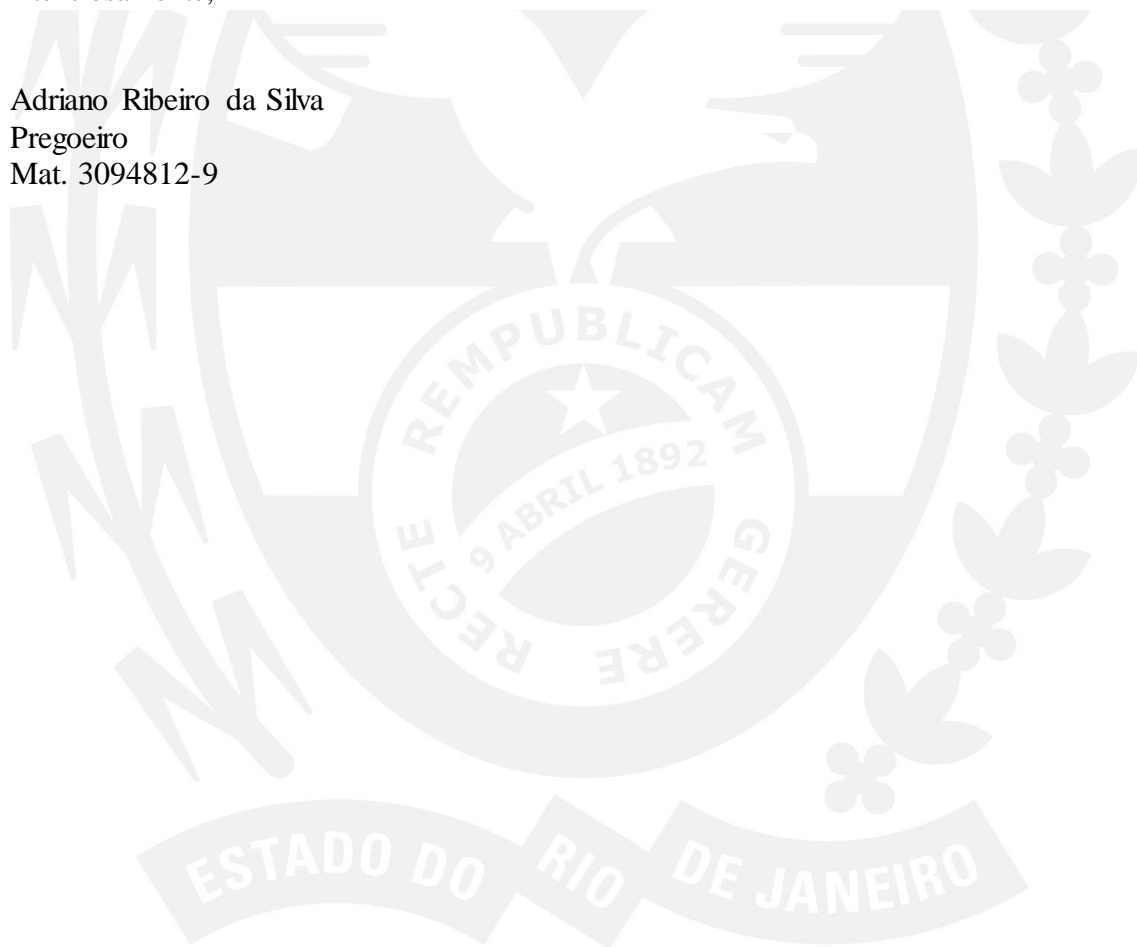 Adriano Ribeiro da Silva
Pregoeiro
Mat. 3094812-9
REMPUBLICAM
9 ABRIL 1892
RECTE GERERE
ESTADO DO RIO DE JANEIRO